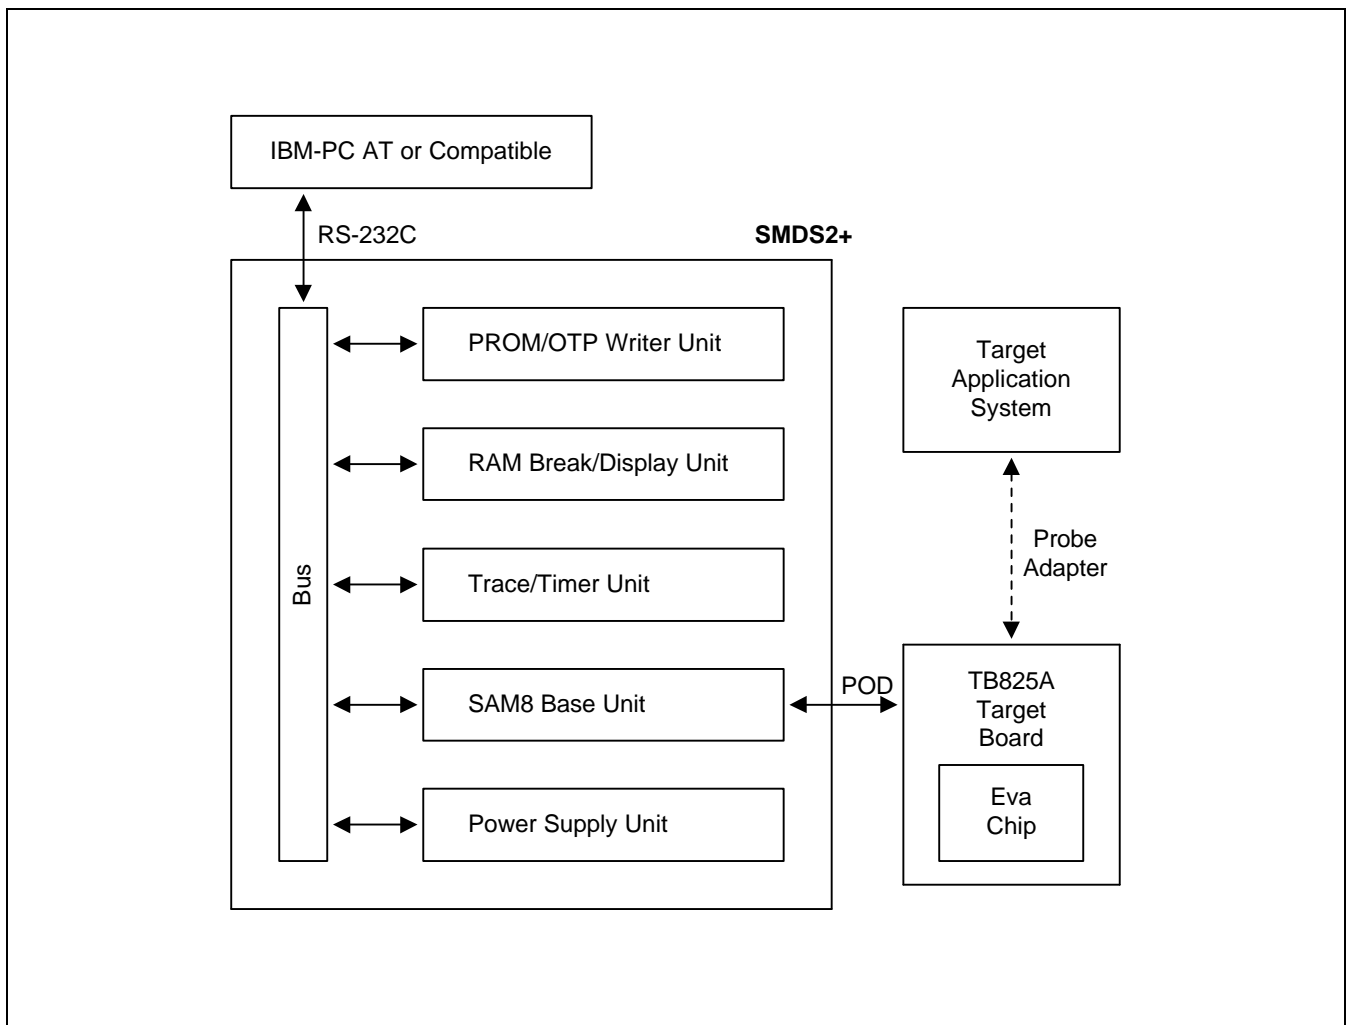 IBM-PC AT or Compatible
RS-232C
SMDS2+
PROM/OTP Writer Unit
RAM Break/Display Unit
Trace/Timer Unit
SAM8 Base Unit
Power Supply Unit
Bus
POD
Target
Application
System
Probe
Adapter
TB825A
Target
Board
Eva
Chip